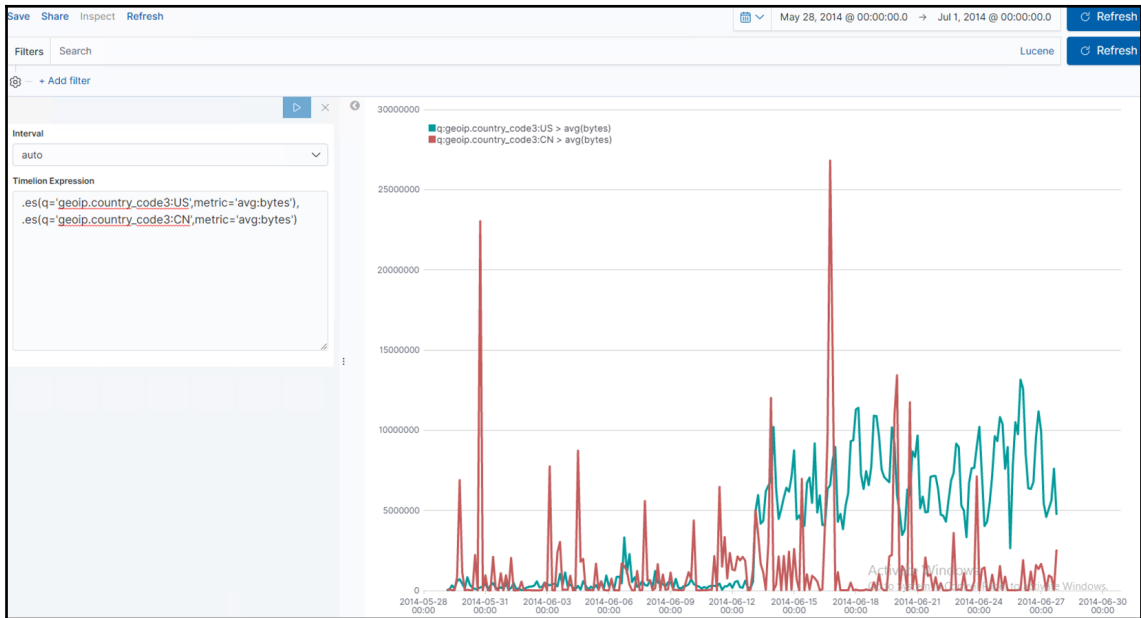 Save Share Inspect Refresh
May 28, 2014 @ 00:00:00.0 → Jul 1, 2014 @ 00:00:00.0
Refresh
Filters Search Lucene
Refresh
+ Add filter
Interval
auto
Timelion Expression
.es(q='geoip.country_code3:US',metric='avg:bytes'),
.es(q='geoip.country_code3:CN',metric='avg:bytes')
30000000
q:geoip.country_code3:US > avg(bytes)
q:geoip.country_code3:CN > avg(bytes)
25000000
20000000
15000000
10000000
5000000
0
2014-05-28 2014-05-31 2014-06-03 2014-06-06 2014-06-09 2014-06-12 2014-06-15 2014-06-18 2014-06-21 2014-06-24 2014-06-27 2014-06-30
00:00 00:00 00:00 00:00 00:00 00:00 00:00 00:00 00:00 00:00 00:00 00:00
Activate Windows
Windows.